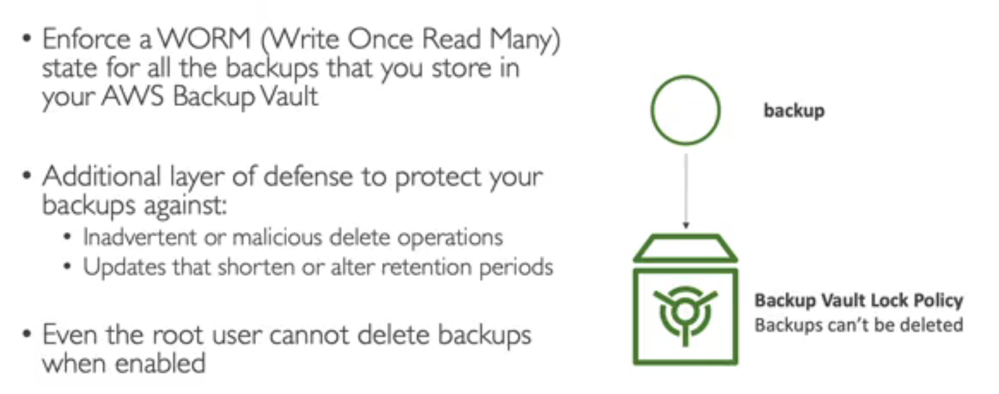 • Enforce a WORM (Write Once Read Many)
state for all the backups that you store in
your AWS Backup Vault
• Additional layer of defense to protect your
backups against:
• Inadvertent or malicious delete operations
• Updates that shorten or alter retention periods
• Even the root user cannot delete backups
when enabled
backup
Backup Vault Lock Policy
Backups can't be deleted